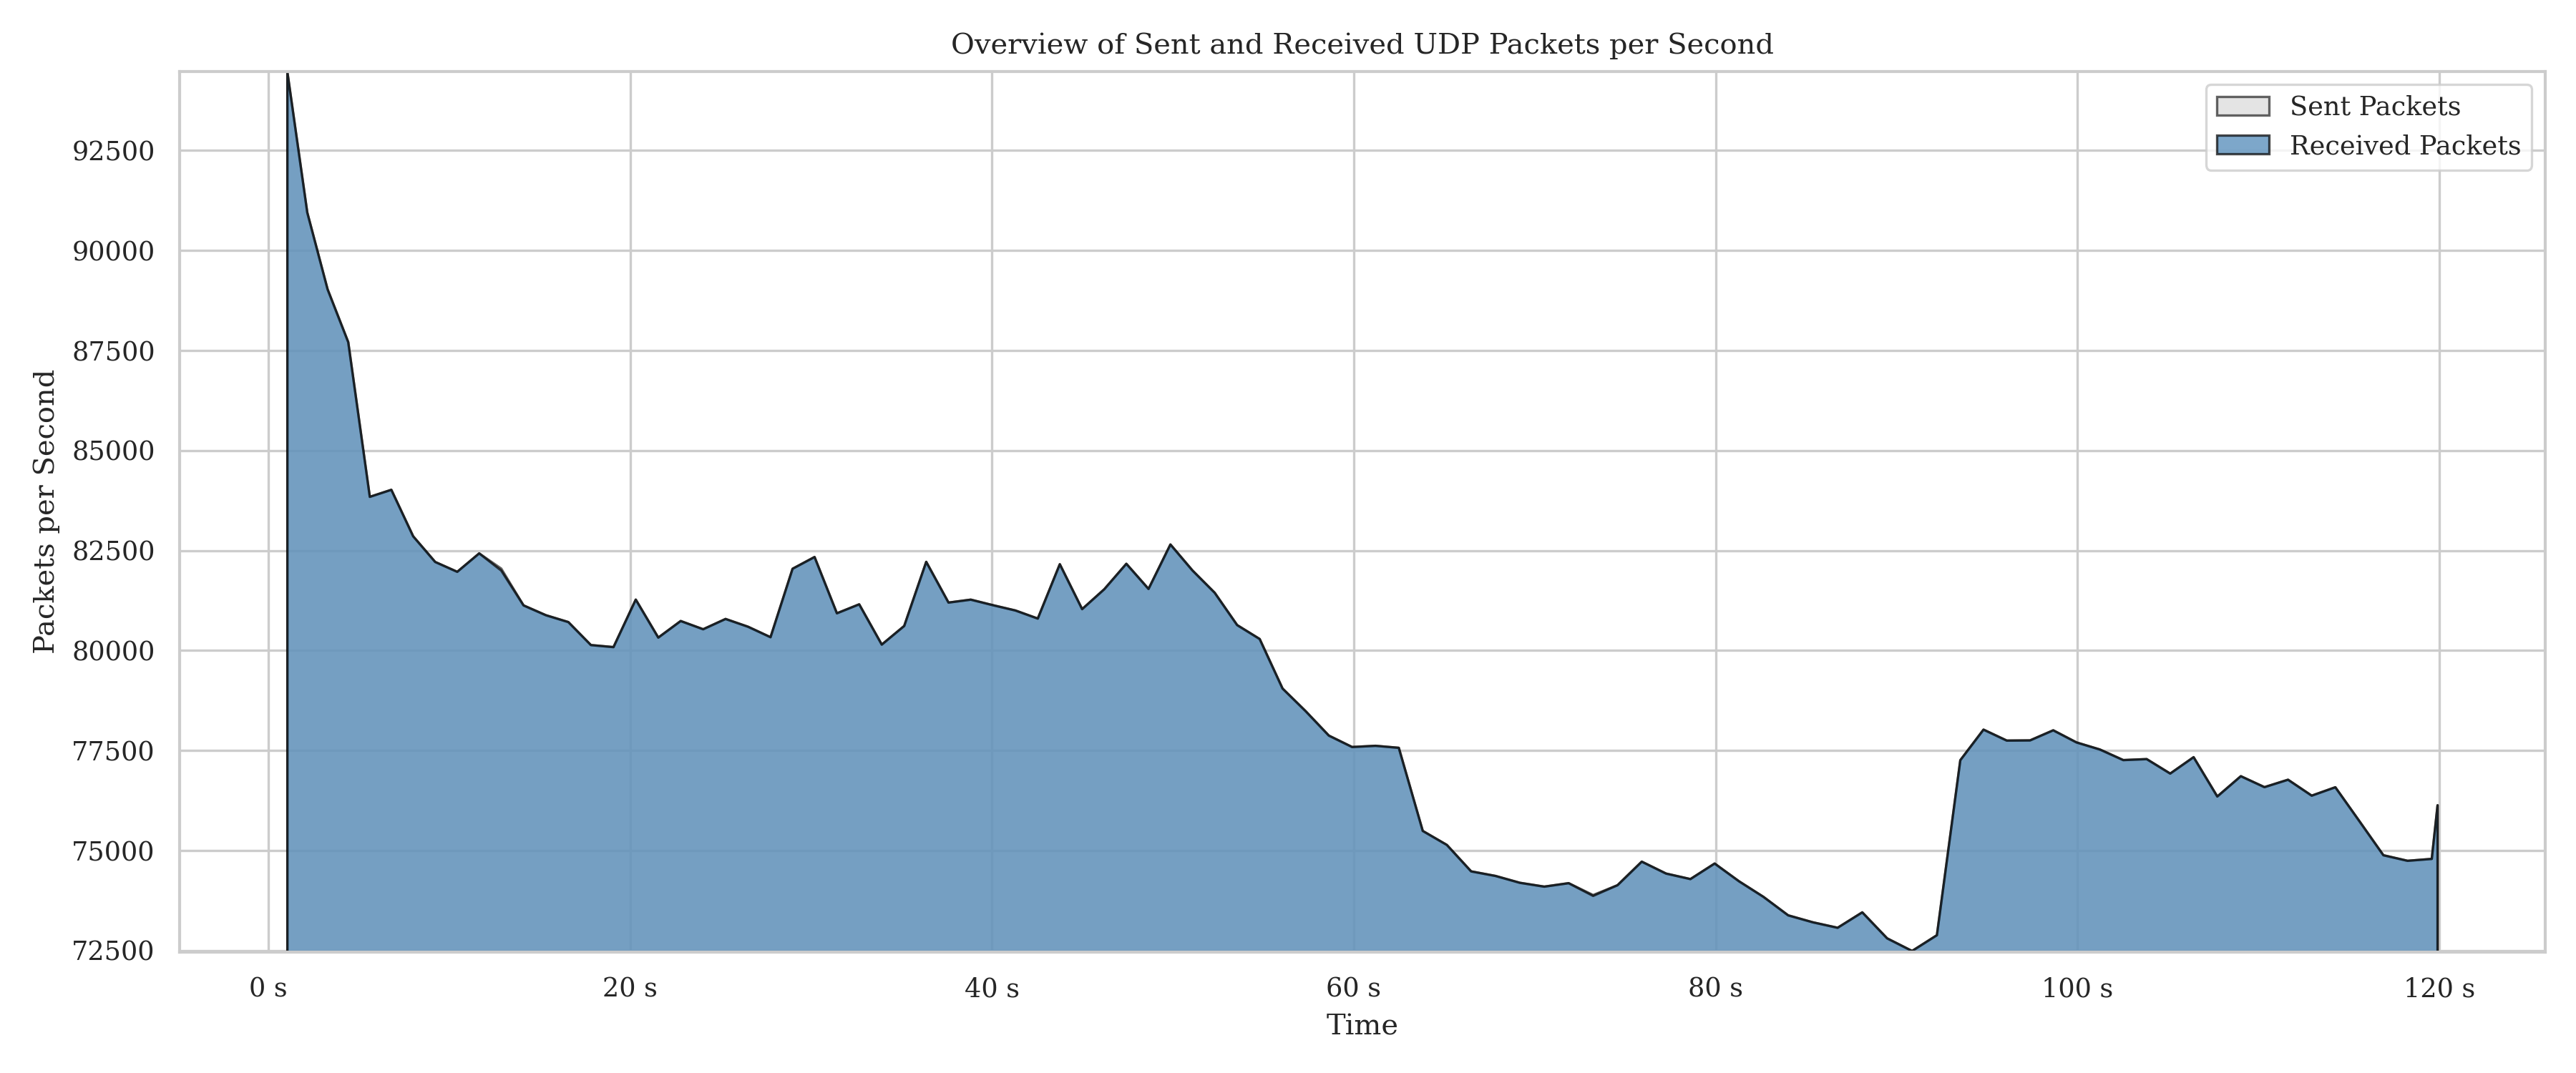 Overview of Sent and Received UDP Packets per Second
Sent Packets
Received Packets
Packets per Second
92500
90000
87500
85000
82500
80000
77500
75000
72500
0 s 20 s 40 s 60 s 80 s 100 s 120 s
Time